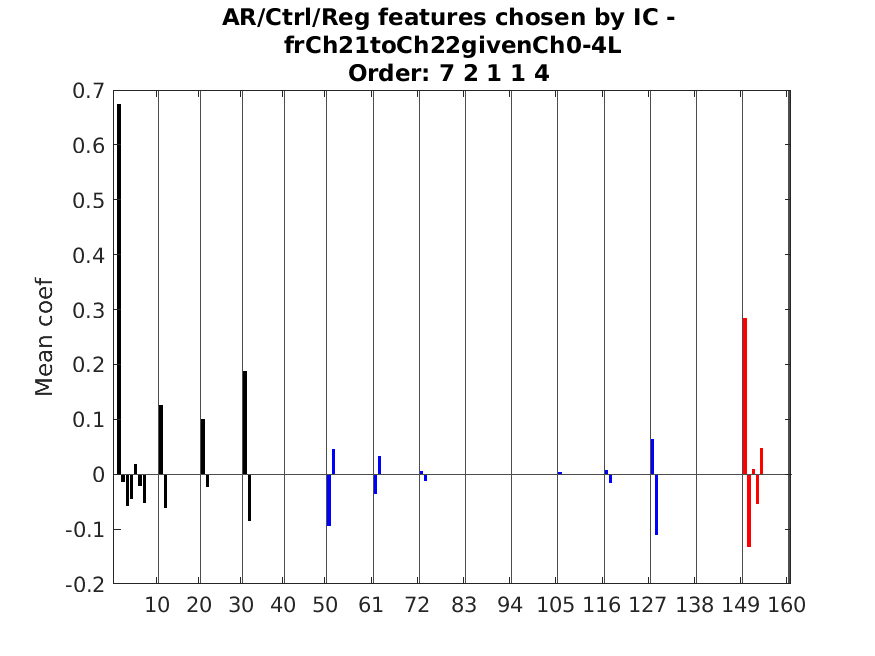 AR/Ctrl/Reg features chosen by IC -
frCh21toCh22givenCh0-4L
Order: 7 2 1 1 4
0.7
0.6
0.5
0.4
0.3
0.2
0.1
0
-0.1
-0.2
Mean coef
10 20 30 40 50 61 72 83 94 105 116 127 138 149 160